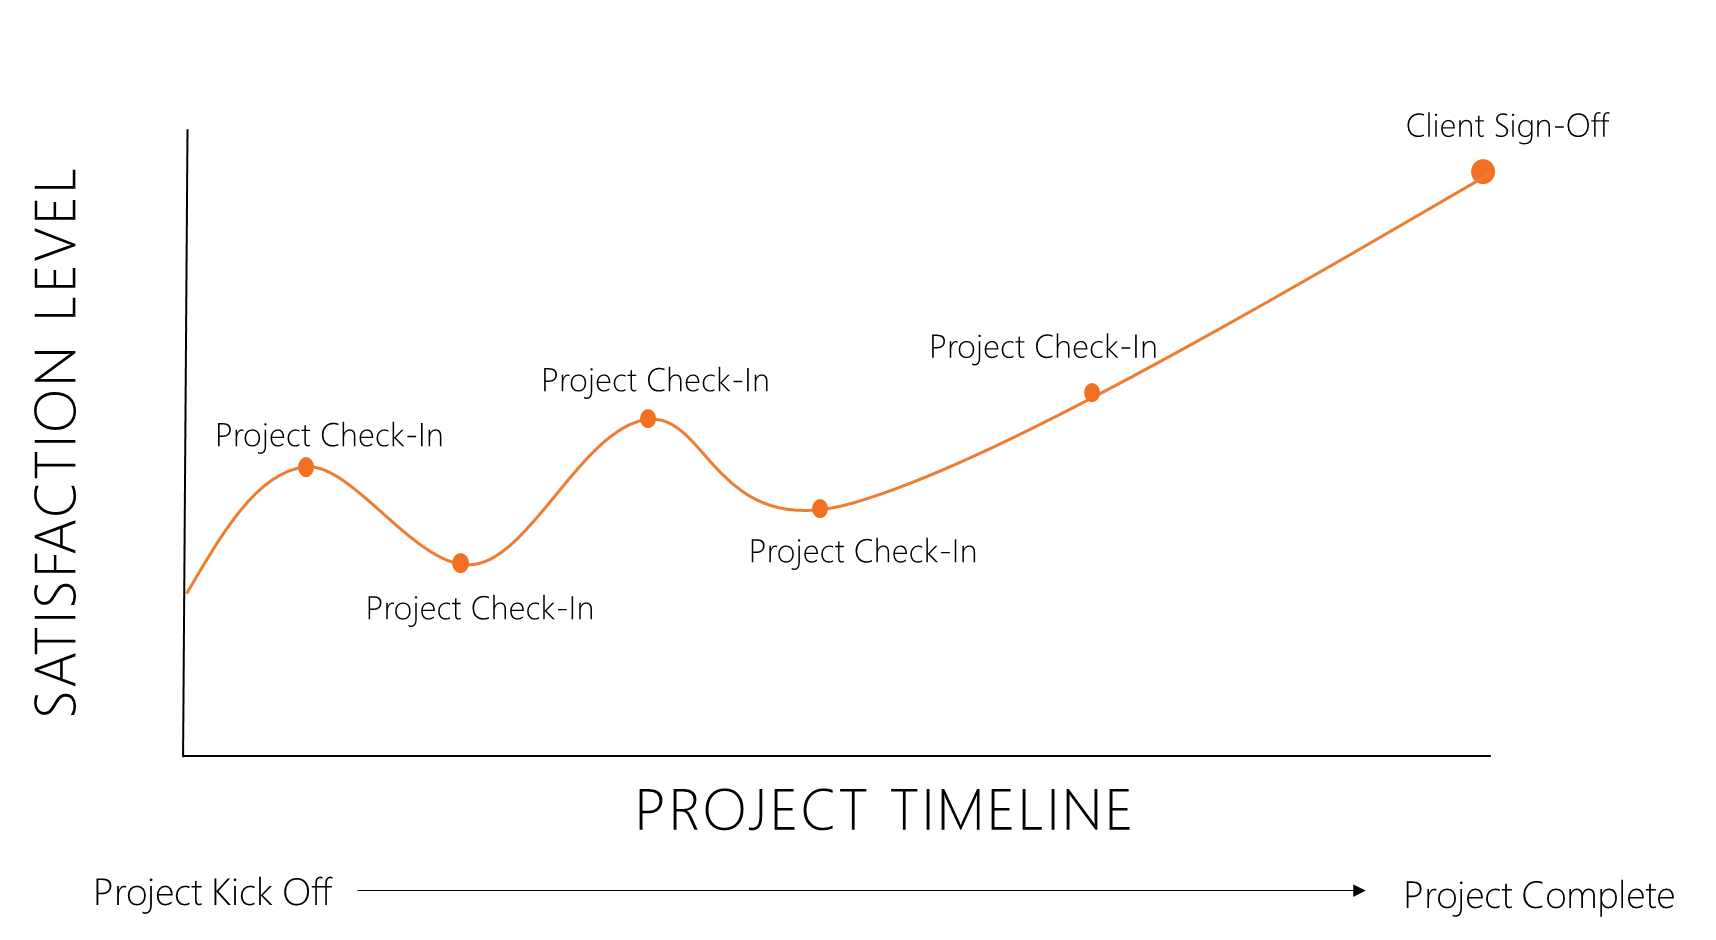 Client Sign-Off
SATISFACTION LEVEL
Project Check-In
Project Check-In
Project Check-In
Project Check-In
Project Check-In
PROJECT TIMELINE
Project Kick Off
Project Complete